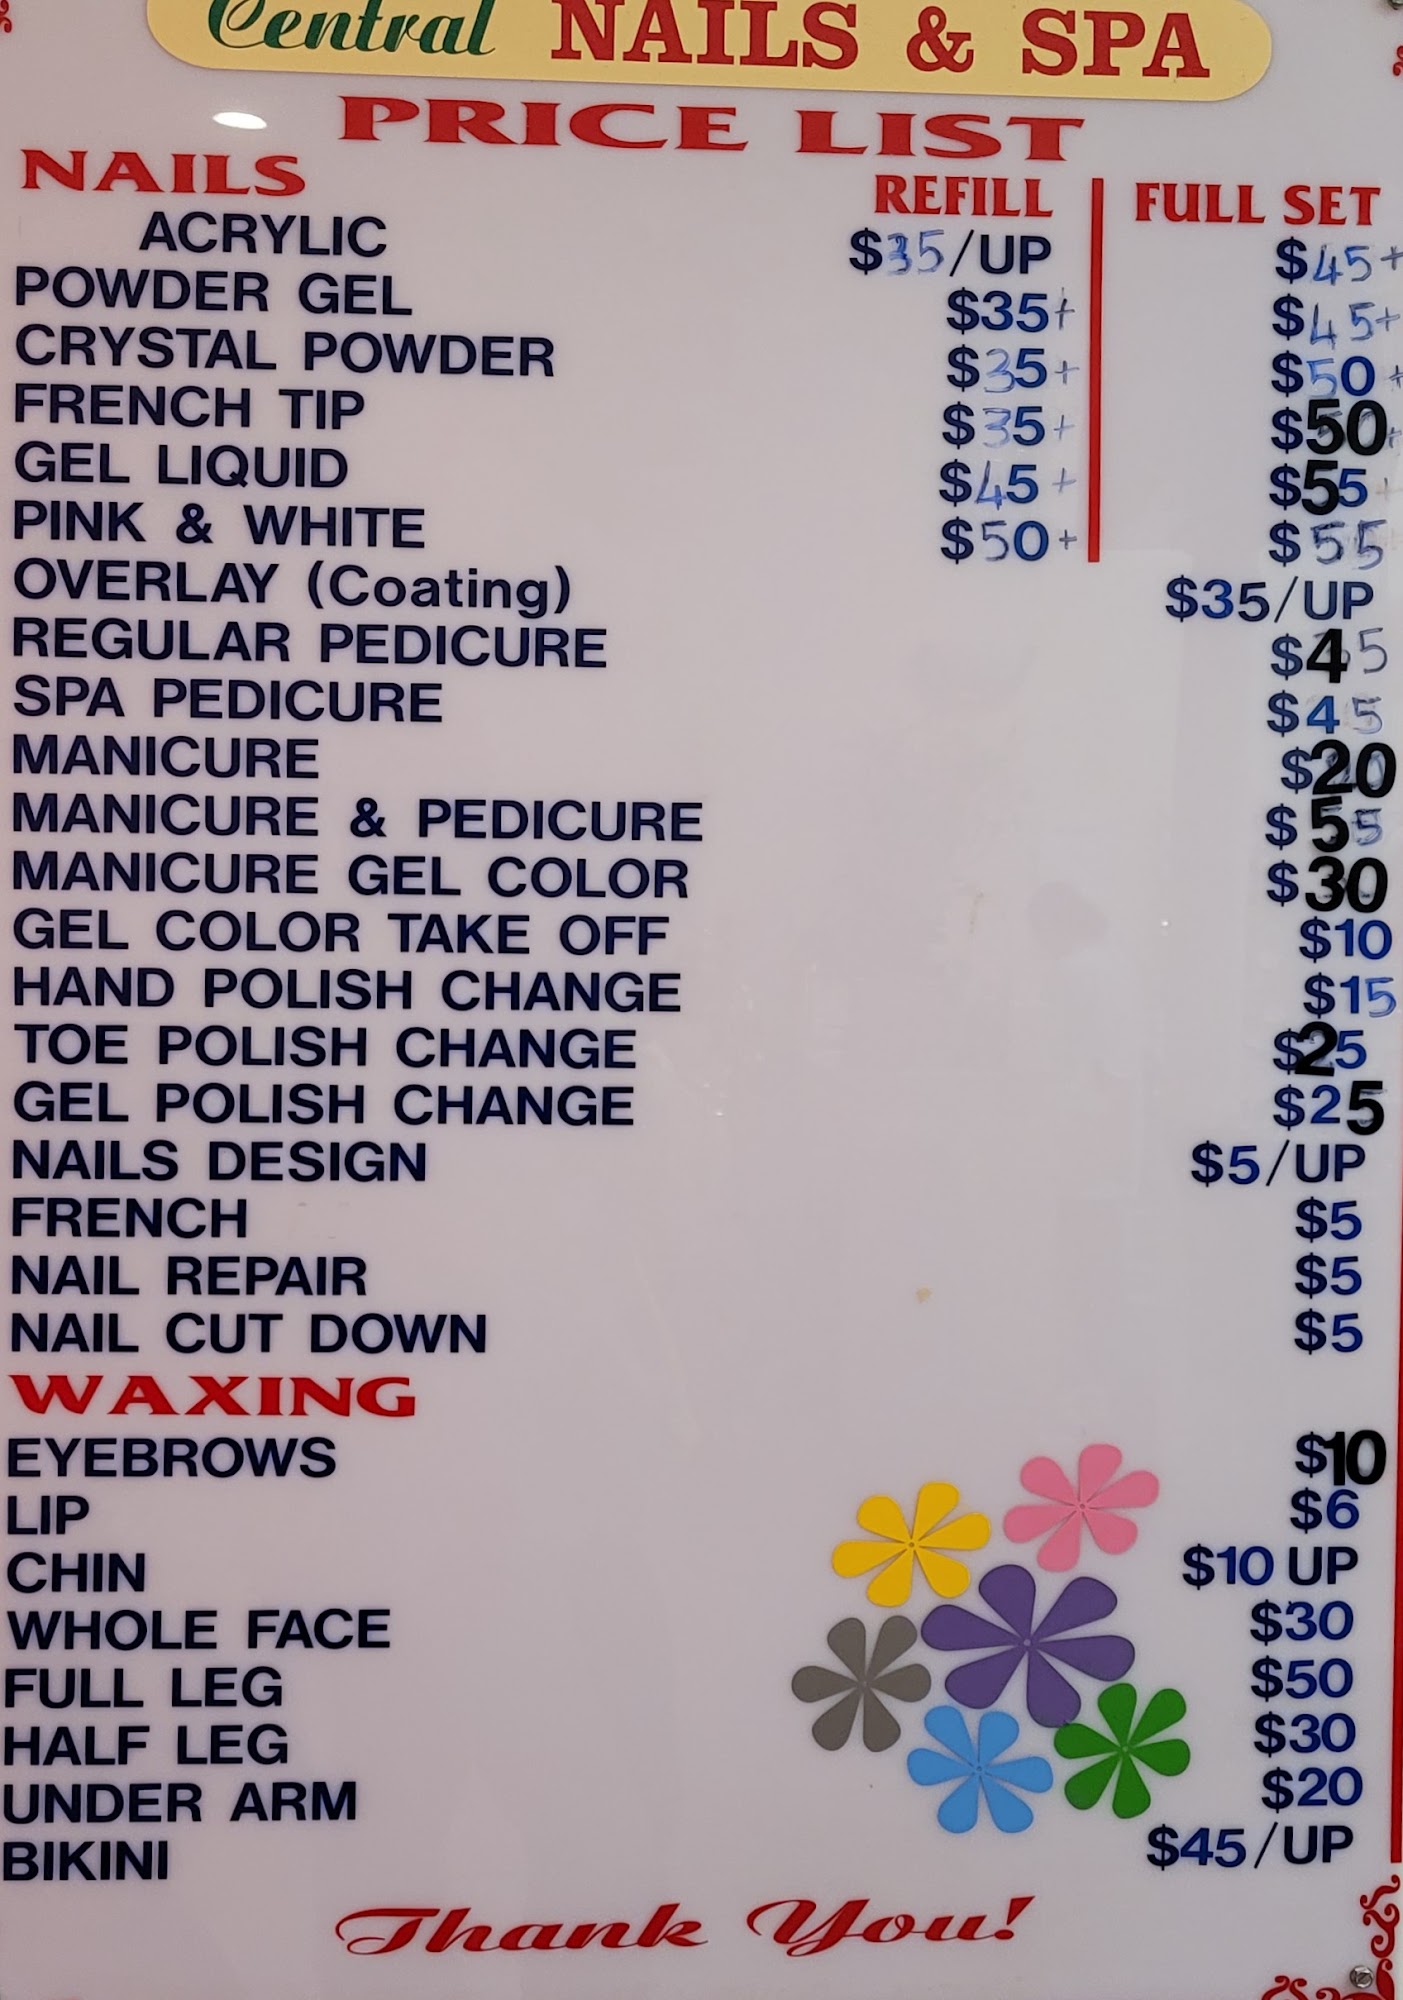 Central NAILS & SPA
PRICE LIST
NAILS REFILL FULL SET
ACRYLIC $35/UP $45+
POWDER GEL $35+ $45+
CRYSTAL POWDER $35+ $50+
FRENCH TIP $35+ $50+
GEL LIQUID $45+ $55+
PINK & WHITE $50+ $55
OVERLAY (Coating) $35/UP
REGULAR PEDICURE $45
SPA PEDICURE $45
MANICURE $20
MANICURE & PEDICURE $55
MANICURE GEL COLOR $30
GEL COLOR TAKE OFF $10
HAND POLISH CHANGE $15
TOE POLISH CHANGE $25
GEL POLISH CHANGE $25
NAILS DESIGN $5/UP
FRENCH $5
NAIL REPAIR $5
NAIL CUT DOWN $5
WAXING
EYEBROWS $10
LIP $6
CHIN $10 UP
WHOLE FACE $30
FULL LEG $50
HALF LEG $30
UNDER ARM $20
BIKINI $45/UP
Thank You!